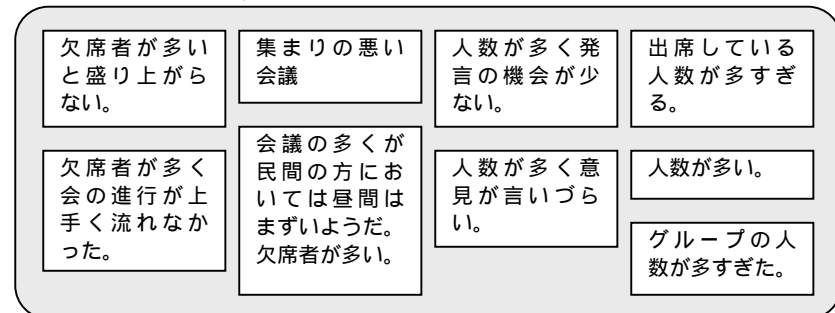 欠席者が多い
と盛り上がら
ない。
集まりの悪い
会議
人数が多く発
言の機会が少
ない。
出席している
人数が多すぎ
る。
欠席者が多く
会の進行が上
手く流れなか
った。
会議の多くが
民間の方にお
いては昼間は
まずいようだ。
欠席者が多い。
人数が多く意
見が言いづら
い。
人数が多い。
グループの人
数が多すぎた。